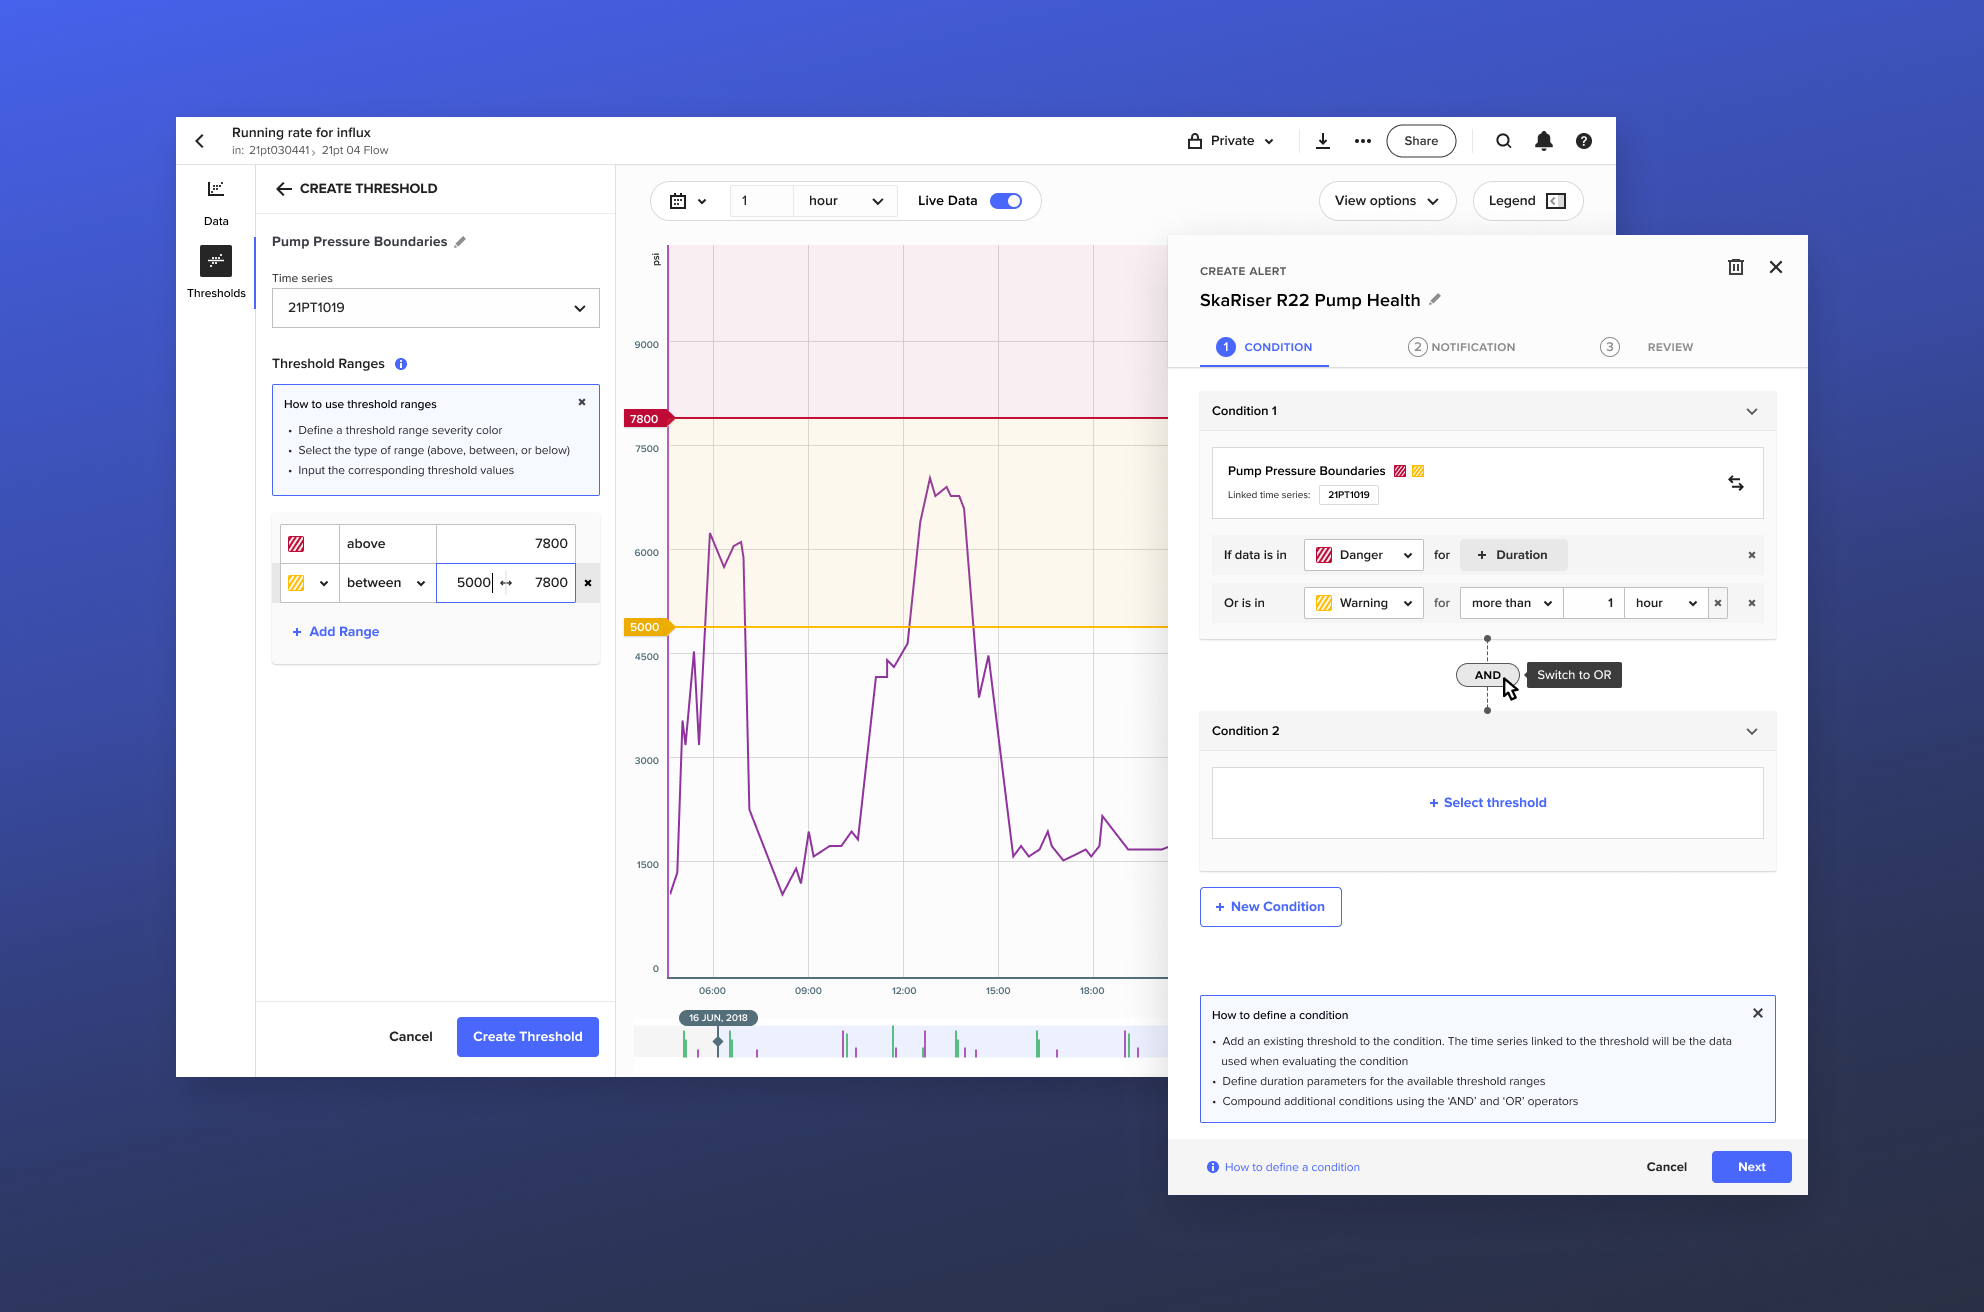 Running rate for influx
in: 21pt030441 › 21pt 04 Flow
Private
Share
Data
Thresholds
CREATE THRESHOLD
Pump Pressure Boundaries
Time series
21PT1019
Threshold Ranges
How to use threshold ranges
• Define a threshold range severity color
• Select the type of range (above, between, or below)
• Input the corresponding threshold values
above 7800
between 5000 ↔ 7800
+ Add Range
Cancel
Create Threshold
1 hour
Live Data
View options
Legend
psi
9000
7800
7500
6000
5000
4500
3000
1500
0
06:00 09:00 12:00 15:00 18:00
16 JUN, 2018
CREATE ALERT
SkaRiser R22 Pump Health
1 CONDITION
2 NOTIFICATION
3 REVIEW
Condition 1
Pump Pressure Boundaries
Linked time series: 21PT1019
If data is in Danger for + Duration
Or is in Warning for more than 1 hour
AND
Switch to OR
Condition 2
+ Select threshold
+ New Condition
How to define a condition
• Add an existing threshold to the condition. The time series linked to the threshold will be the data
used when evaluating the condition
• Define duration parameters for the available threshold ranges
• Compound additional conditions using the ‘AND’ and ‘OR’ operators
How to define a condition
Cancel
Next